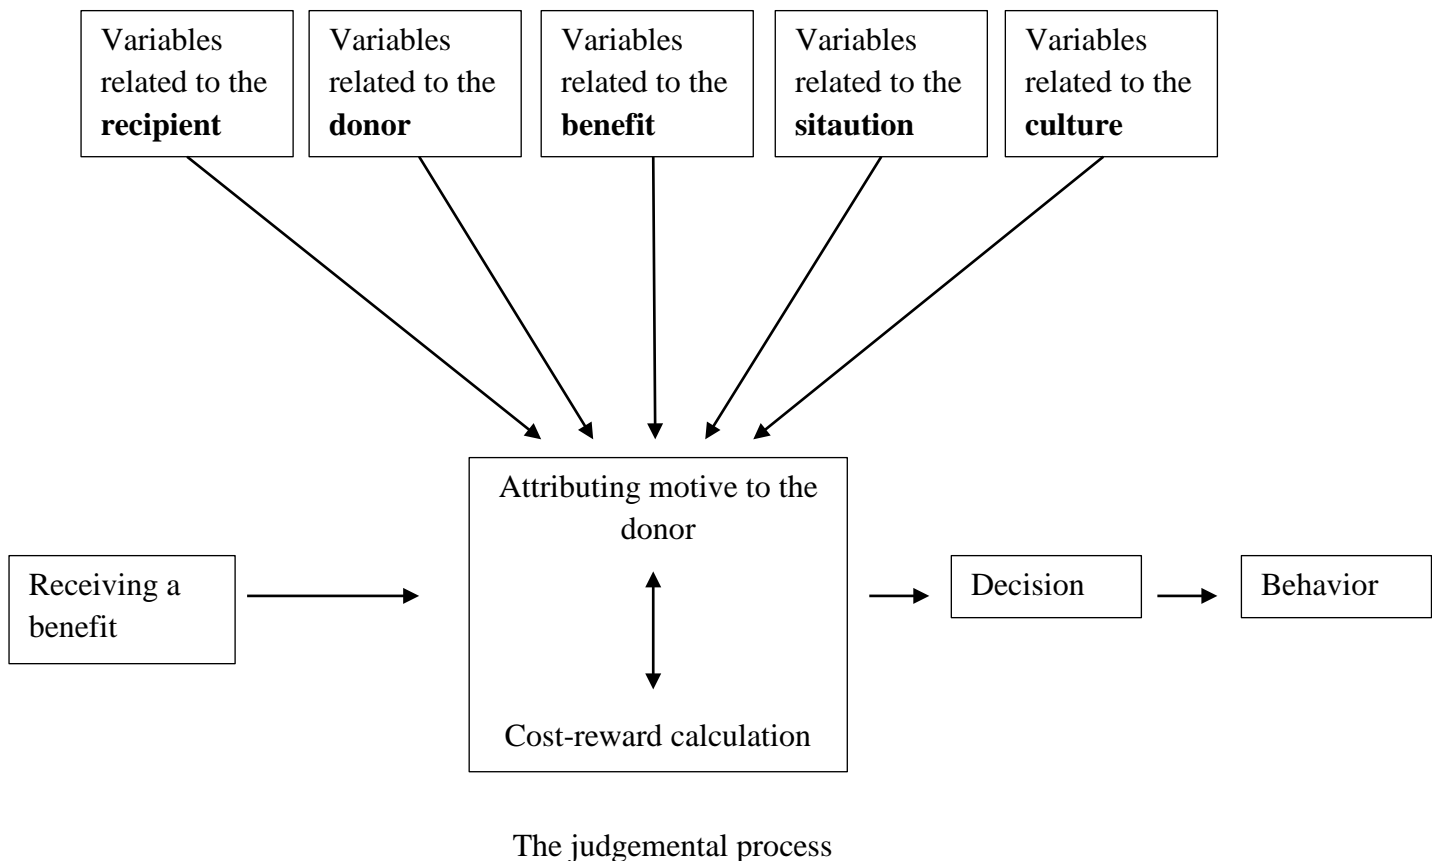 Variables
related to the
recipient
Variables
related to the
donor
Variables
related to the
benefit
Variables
related to the
sitaution
Variables
related to the
culture
Attributing motive to the
donor
Cost-reward calculation
Receiving a
benefit
Decision
Behavior
The judgemental process